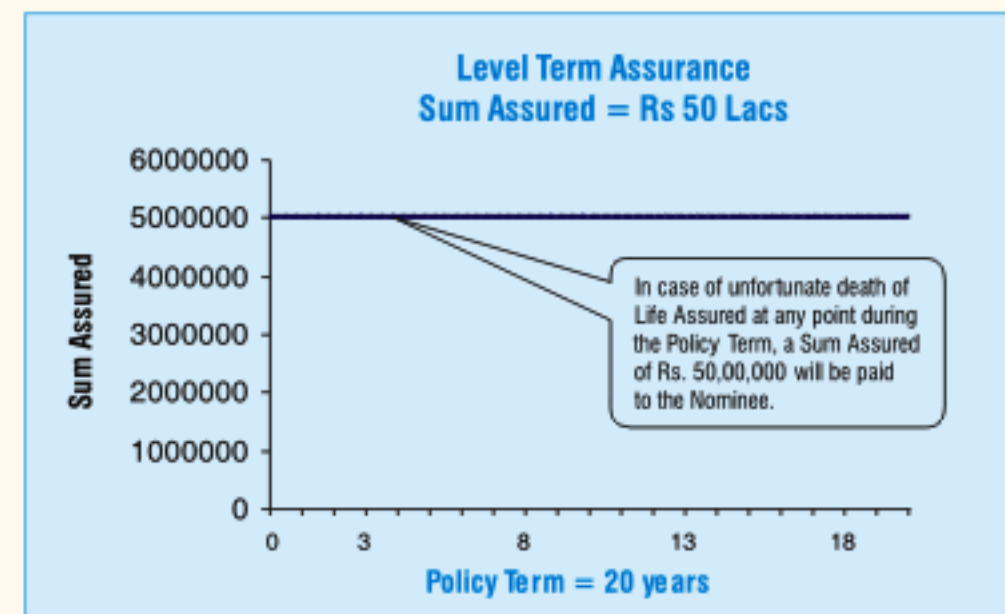 Level Term Assurance
Sum Assured = Rs 50 Lacs
6000000
5000000
4000000
3000000
2000000
1000000
0
Sum Assured
In case of unfortunate death of
Life Assured at any point during
the Policy Term, a Sum Assured
of Rs. 50,00,000 will be paid
to the Nominee.
0 3 8 13 18
Policy Term = 20 years